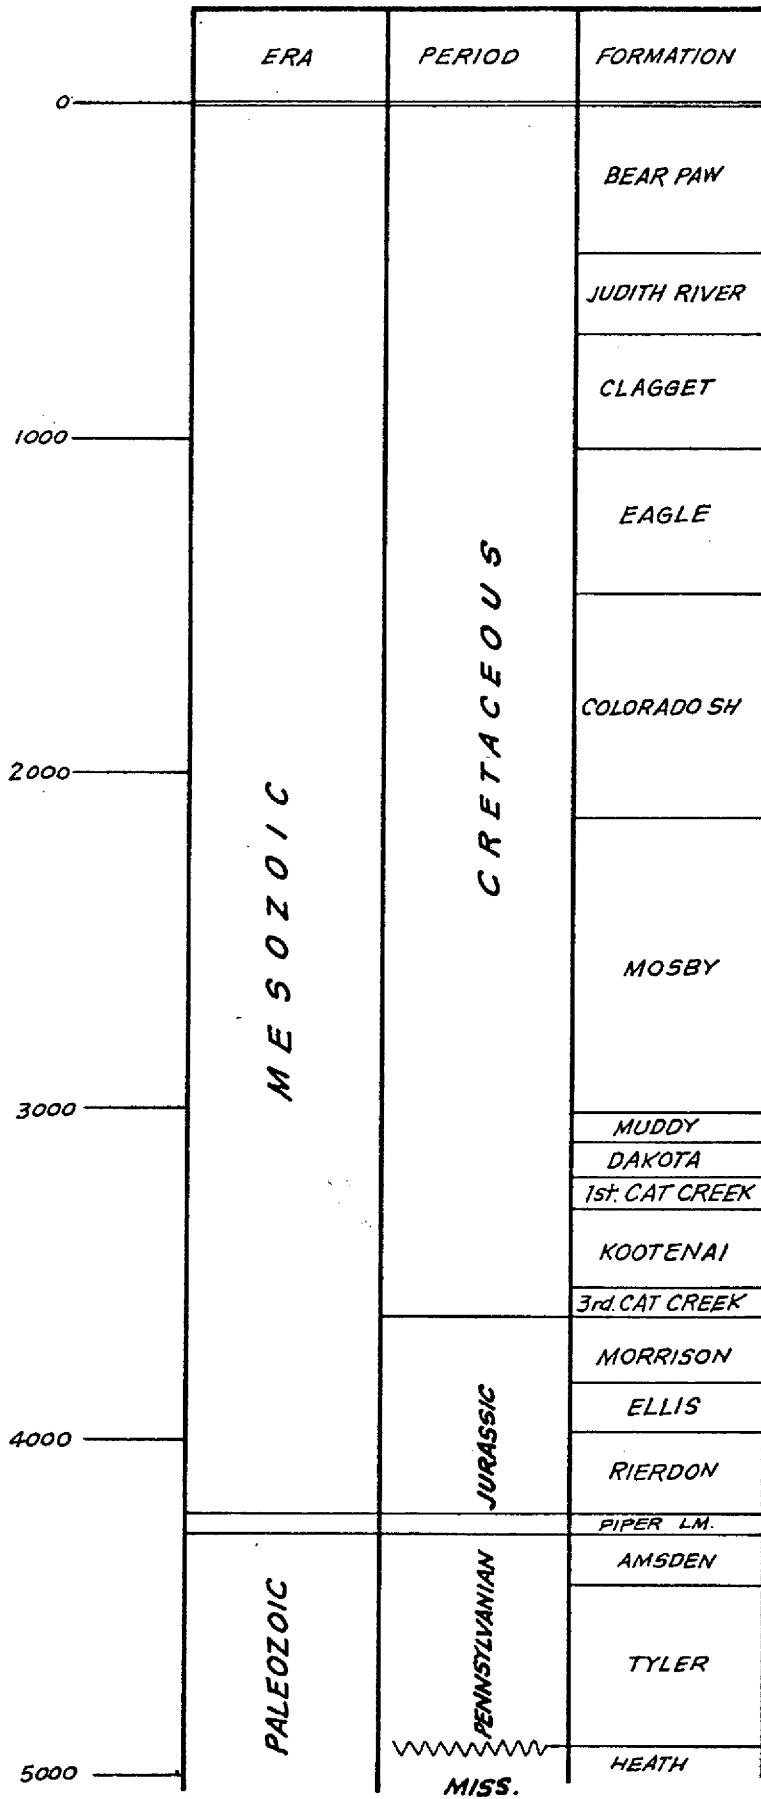 ERA PERIOD FORMATION
0
BEAR PAW
JUDITH RIVER
CLAGGET
1000
EAGLE
CRETACEOUS
COLORADO SH
2000
MESOZOIC
MOSBY
3000
MUDDY
DAKOTA
1st. CAT CREEK
KOOTENAI
3rd. CAT CREEK
MORRISON
JURASSIC
ELLIS
4000
RIERDON
PIPER LM.
AMSDEN
PALEOZOIC
PENNSYLVANIAN
TYLER
HEATH
5000
MISS.